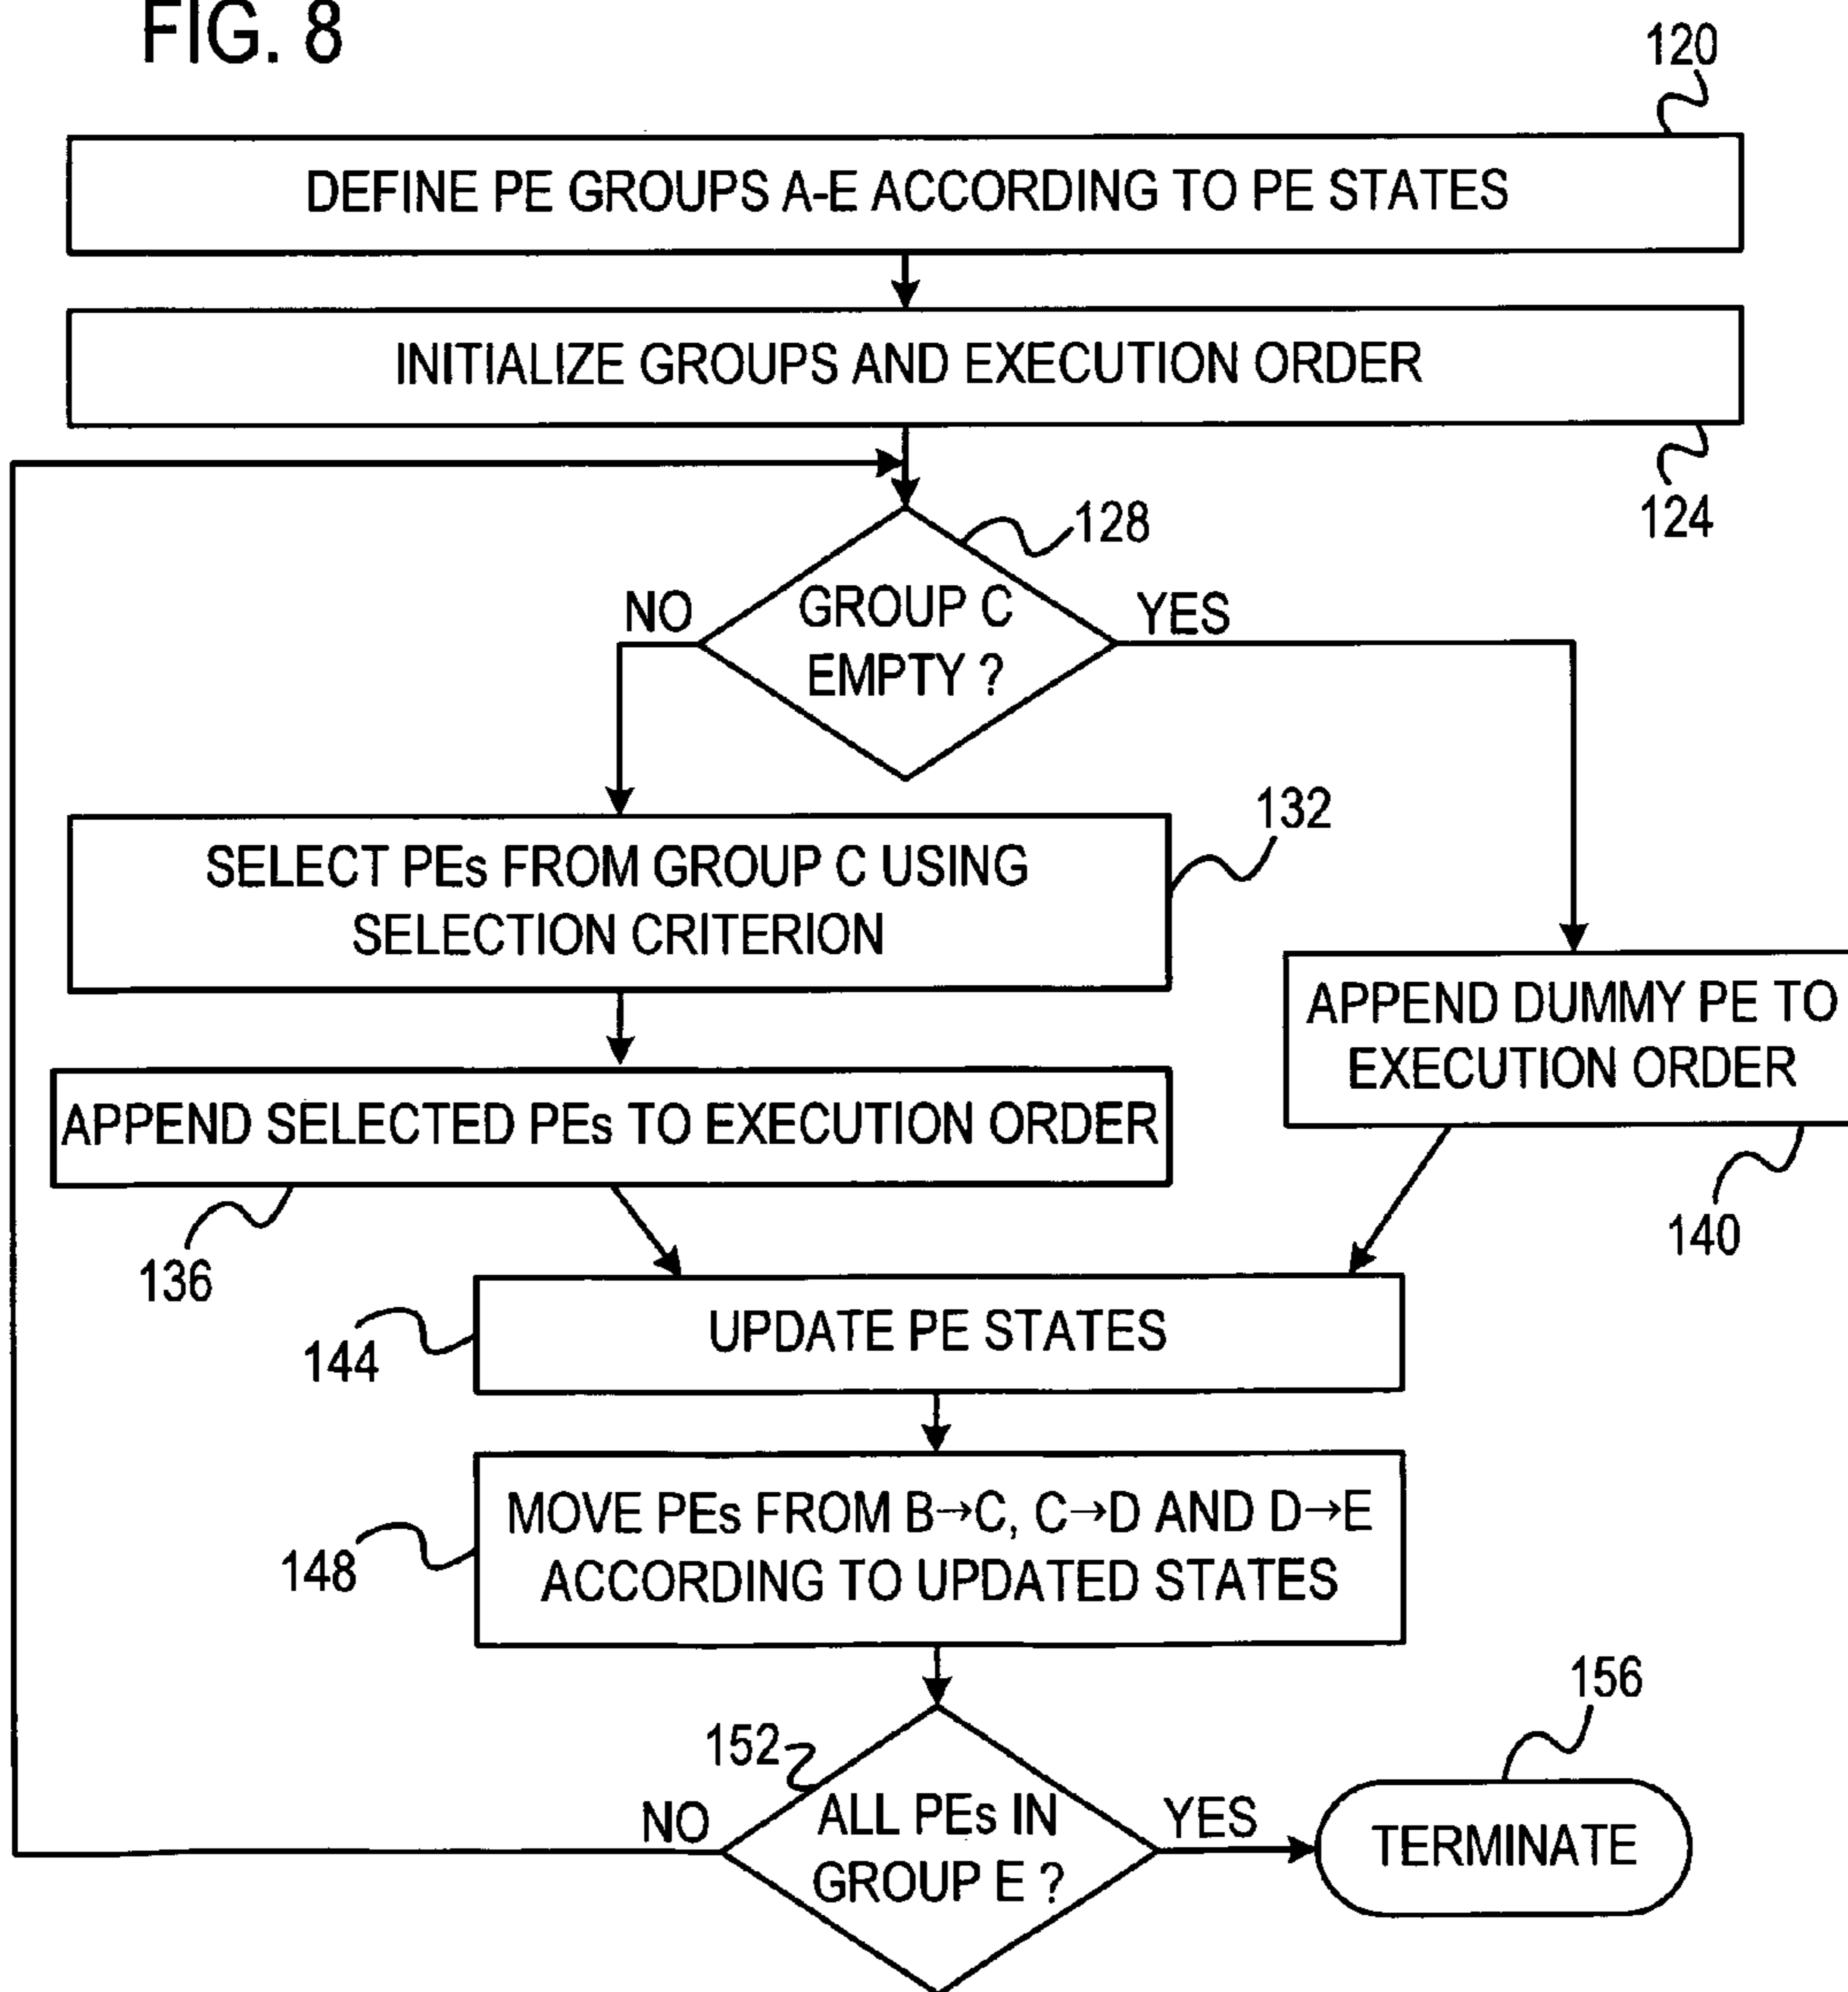 FIG. 8
120
DEFINE PE GROUPS A-E ACCORDING TO PE STATES
INITIALIZE GROUPS AND EXECUTION ORDER
124
128
GROUP C
EMPTY ?
NO
YES
132
SELECT PEs FROM GROUP C USING
SELECTION CRITERION
APPEND DUMMY PE TO
EXECUTION ORDER
140
APPEND SELECTED PEs TO EXECUTION ORDER
136
UPDATE PE STATES
144
MOVE PEs FROM B→C, C→D AND D→E
ACCORDING TO UPDATED STATES
148
152
ALL PEs IN
GROUP E ?
NO
YES
156
TERMINATE